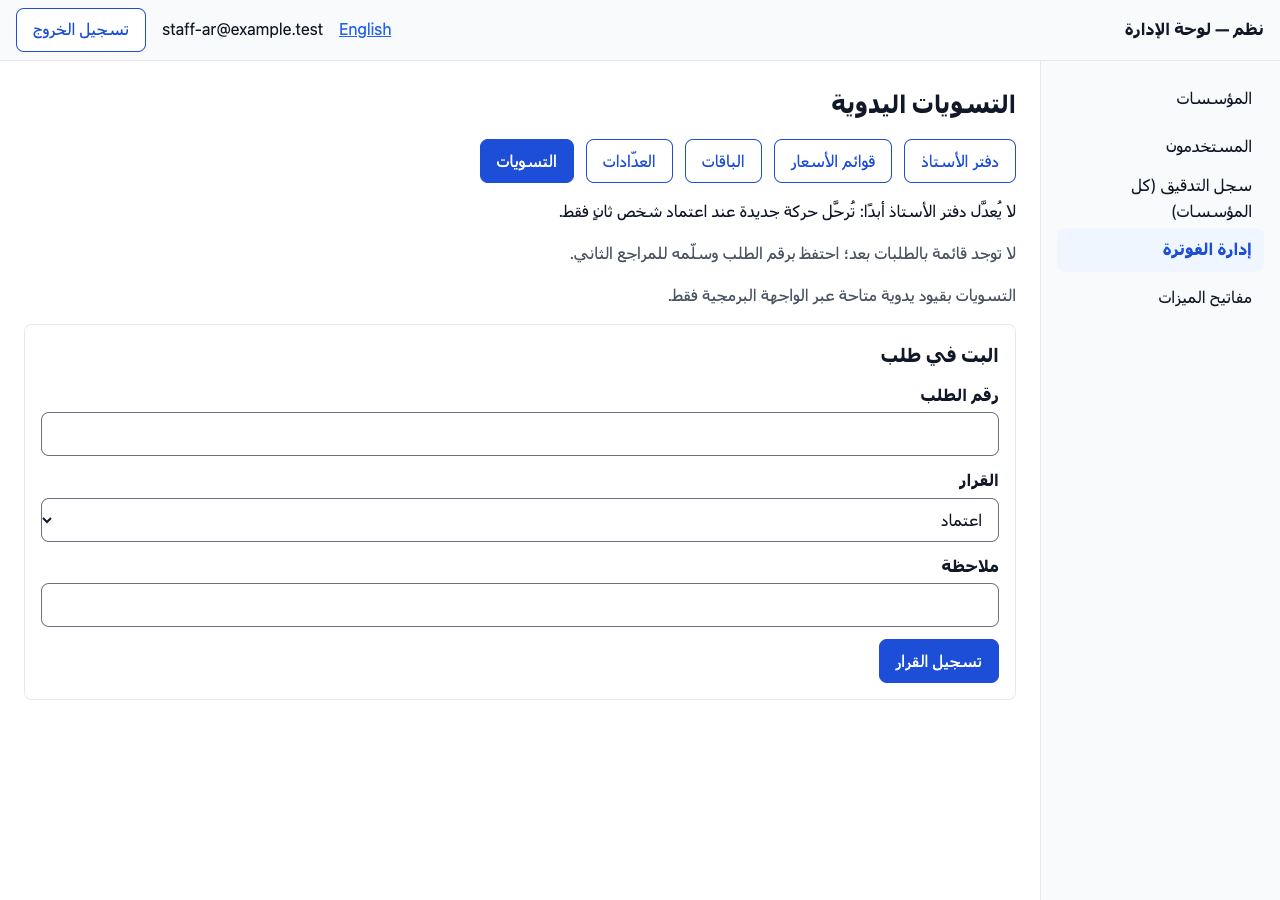 نظم — لوحة الإدارة
English
staff-ar@example.test
تسجيل الخروج
المؤسسات
المستخدمون
سجل التدقيق (كل
المؤسسات)
إدارة الفوترة
مفاتيح الميزات
التسويات اليدوية
دفتر الأستاذ
قوائم الأسعار
الباقات
العدّادات
التسويات
لا يُعدَّل دفتر الأستاذ أبدًا: تُرحَّل حركة جديدة عند اعتماد شخص ثانٍ فقط.
لا توجد قائمة بالطلبات بعد؛ احتفظ برقم الطلب وسلّمه للمراجع الثاني.
التسويات بقيود يدوية متاحة عبر الواجهة البرمجية فقط.
البت في طلب
رقم الطلب
القرار
اعتماد
ملاحظة
تسجيل القرار